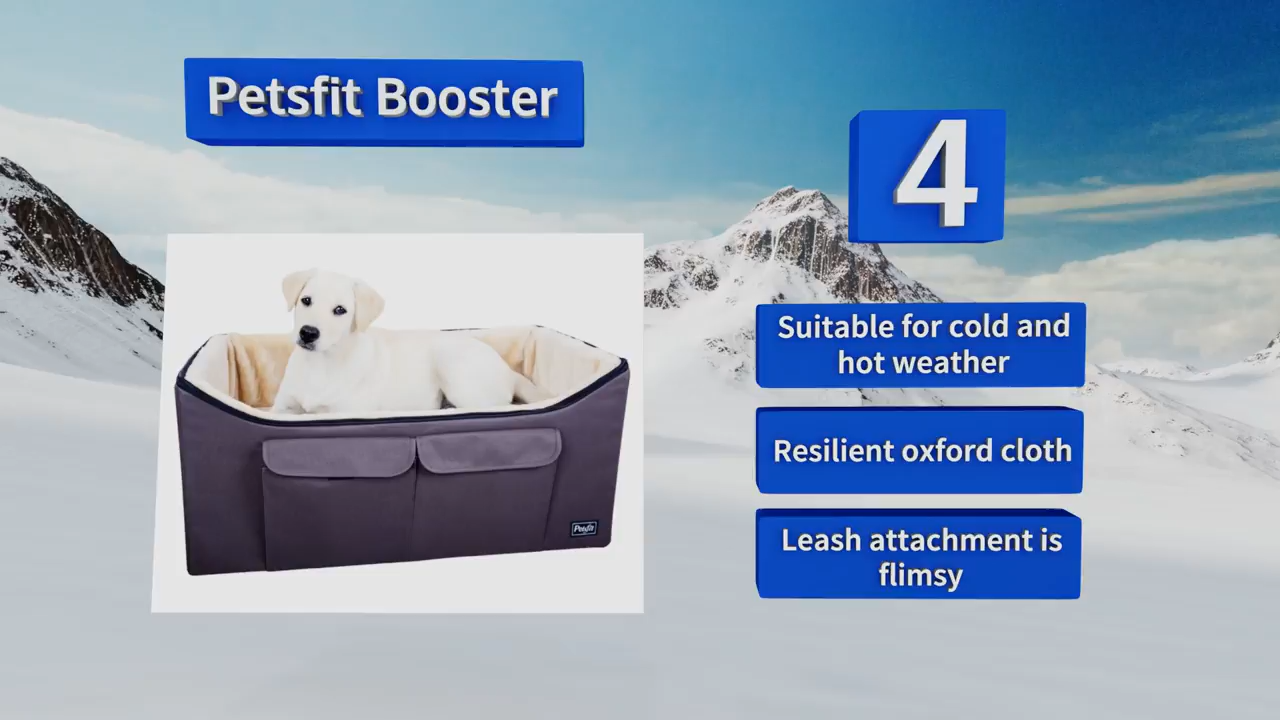 Petsfit Booster
4
Suitable for cold and
hot weather
Resilient oxford cloth
Leash attachment is
flimsy
Petsfit